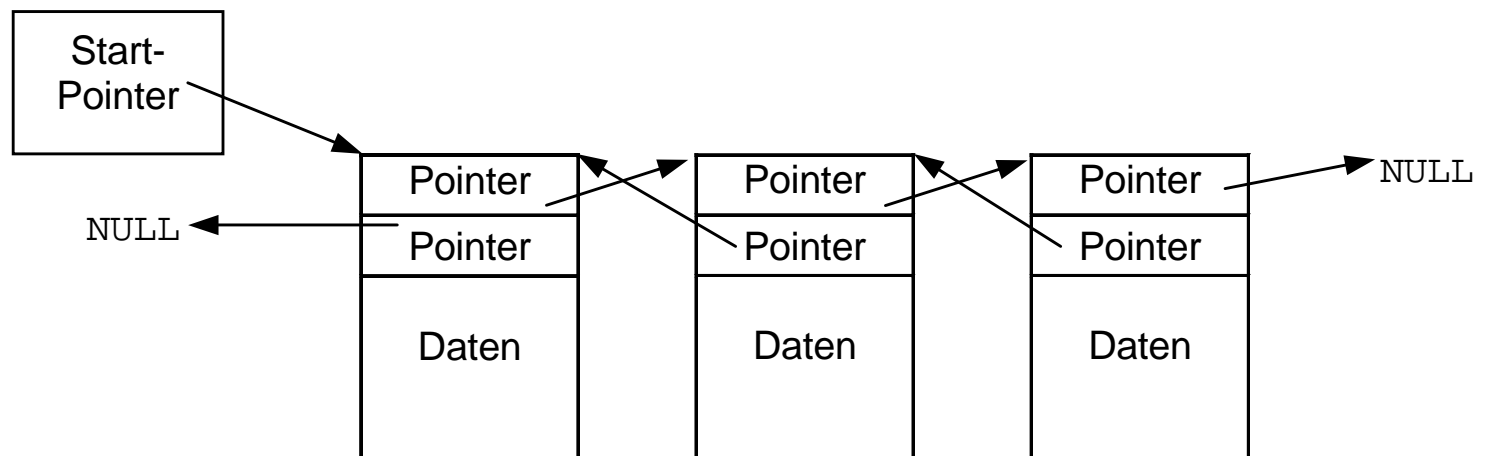 Start-
Pointer
Pointer
Pointer
Pointer
NULL
NULL
Pointer
Pointer
Pointer
Daten
Daten
Daten